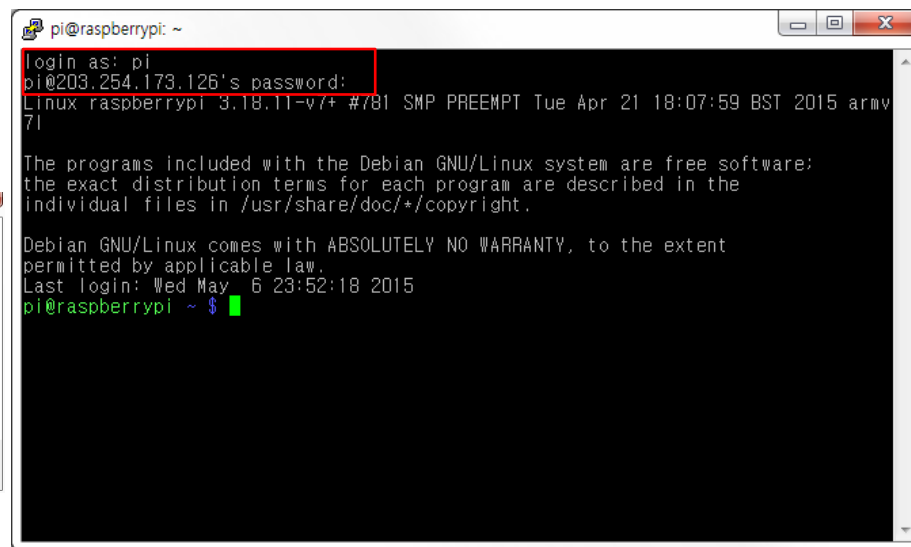 pi@raspberrypi: ~
login as: pi
pi@203.254.173.126's password:
Linux raspberrypi 3.18.11-v7+ #781 SMP PREEMPT Tue Apr 21 18:07:59 BST 2015 armv
7l
The programs included with the Debian GNU/Linux system are free software;
the exact distribution terms for each program are described in the
individual files in /usr/share/doc/*/copyright.
Debian GNU/Linux comes with ABSOLUTELY NO WARRANTY, to the extent
permitted by applicable law.
Last login: Wed May  6 23:52:18 2015
pi@raspberrypi ~ $